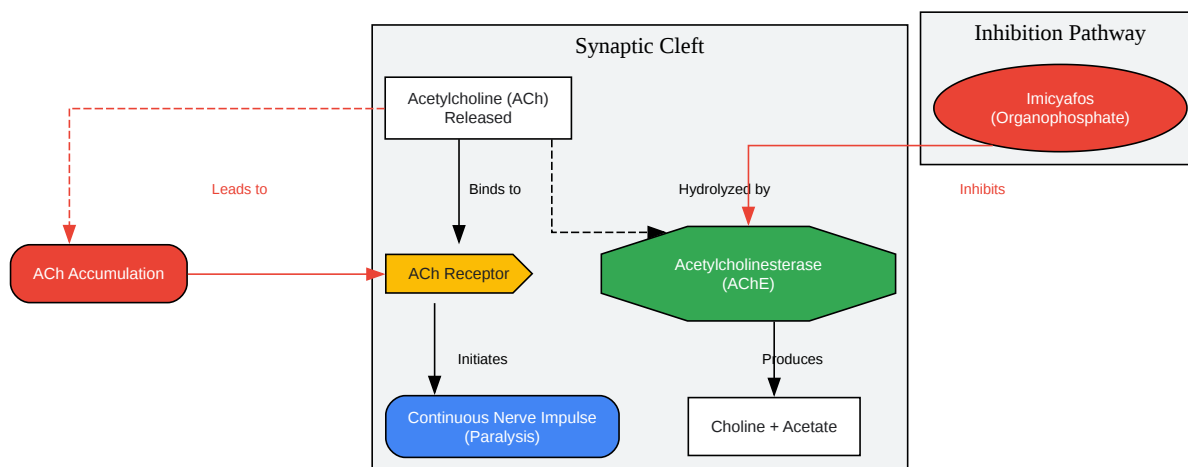 Synaptic Cleft
Inhibition Pathway
Acetylcholine (ACh)
Released
Imicyafos
(Organophosphate)
Leads to
Binds to
Hydrolyzed by
Inhibits
ACh Accumulation
ACh Receptor
Acetylcholinesterase
(AChE)
Initiates
Produces
Continuous Nerve Impulse
(Paralysis)
Choline + Acetate